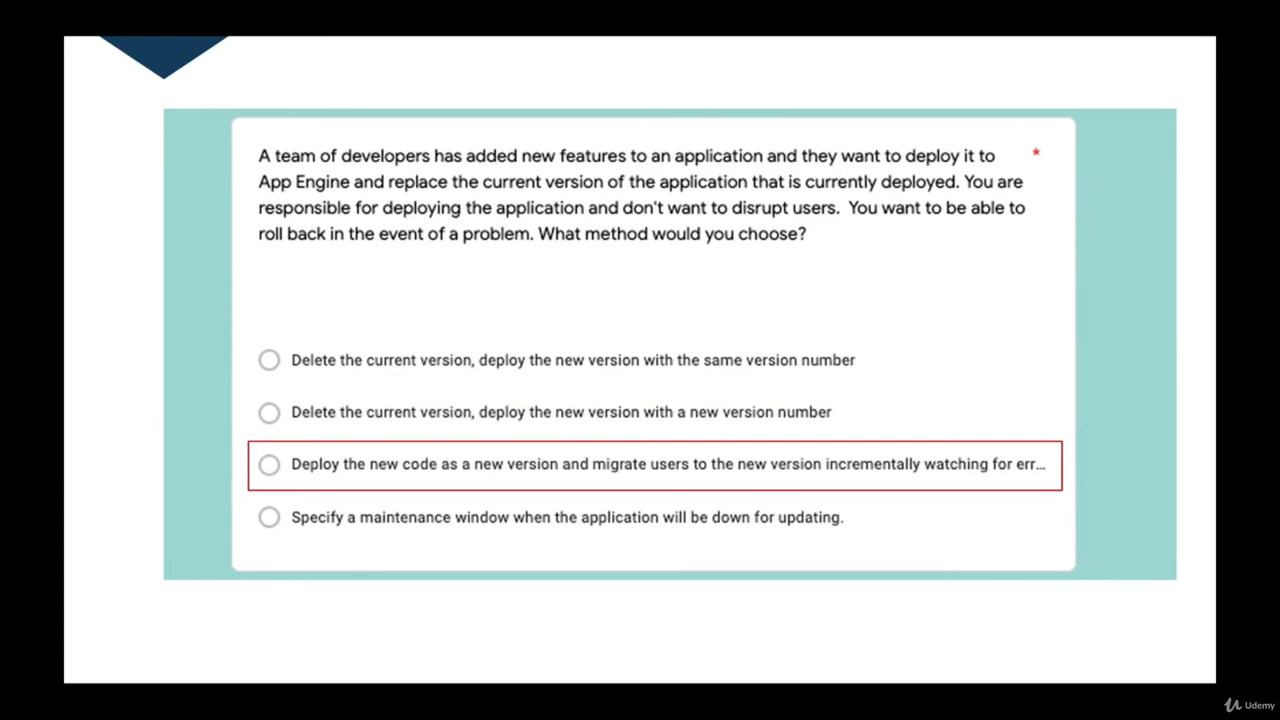 A team of developers has added new features to an application and they want to deploy it to *
App Engine and replace the current version of the application that is currently deployed. You are
responsible for deploying the application and don't want to disrupt users.  You want to be able to
roll back in the event of a problem. What method would you choose?
Delete the current version, deploy the new version with the same version number
Delete the current version, deploy the new version with a new version number
Deploy the new code as a new version and migrate users to the new version incrementally watching for err...
Specify a maintenance window when the application will be down for updating.
Udemy